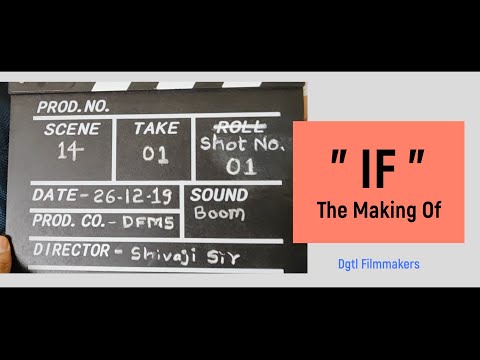 PROD. NO.
SCENE TAKE ROLL
14 01 Shot No.
01
DATE - 26-12-19 SOUND
PROD. CO. - DFMS Boom
DIRECTOR - Shivaji Sir
" IF "
The Making Of
Dgtl Filmmakers